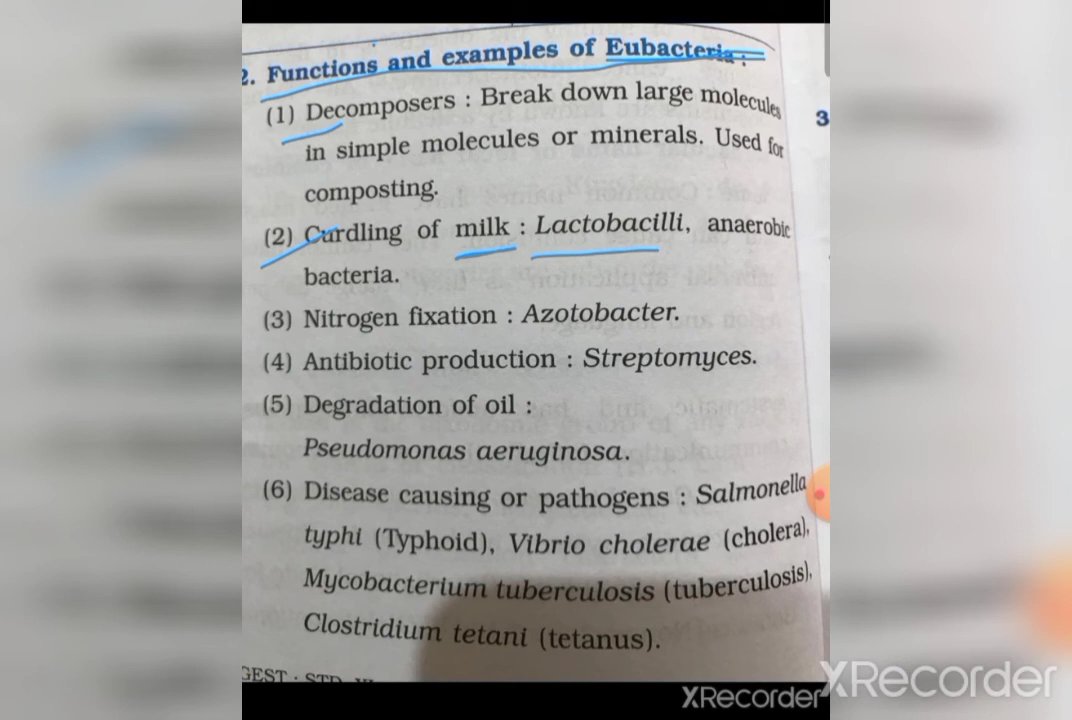 2. Functions and examples of Eubacteria :
(1) Decomposers : Break down large molecules
in simple molecules or minerals. Used for
composting.
(2) Curdling of milk : Lactobacilli, anaerobic
bacteria.
(3) Nitrogen fixation : Azotobacter.
(4) Antibiotic production : Streptomyces.
(5) Degradation of oil :
Pseudomonas aeruginosa.
(6) Disease causing or pathogens : Salmonella
typhi (Typhoid), Vibrio cholerae (cholera),
Mycobacterium tuberculosis (tuberculosis),
Clostridium tetani (tetanus).
3
GEST · STD.
XRecorder
XRecorder